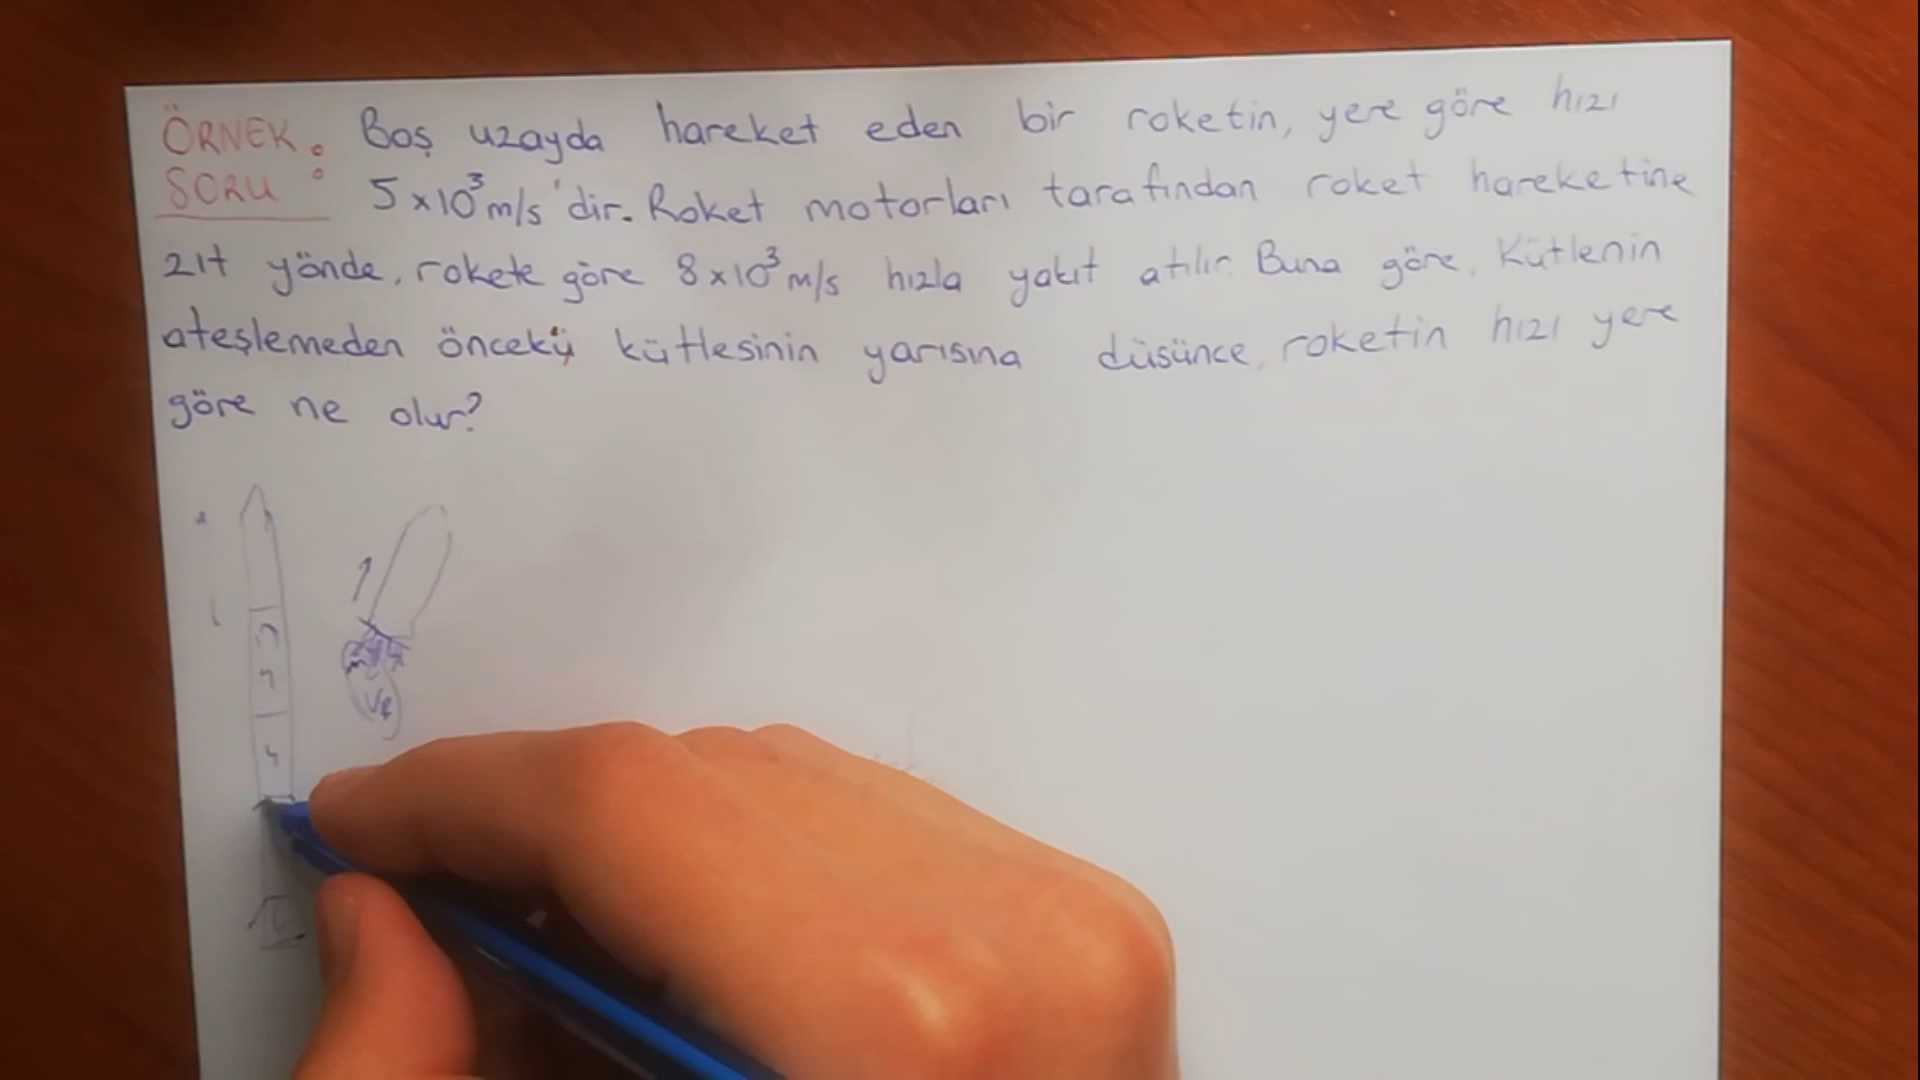 ÖRNEK SORU : Boş uzayda hareket eden bir roketin, yere göre hızı
5x10³ m/s'dir. Roket motorları tarafından roket hareketine
zıt yönde, rokete göre 8x10³ m/s hızla yakıt atılır. Buna göre, Kütlenin
ateşlemeden önceki kütlesinin yarısına düsünce, roketin hızı yere
göre ne olur?